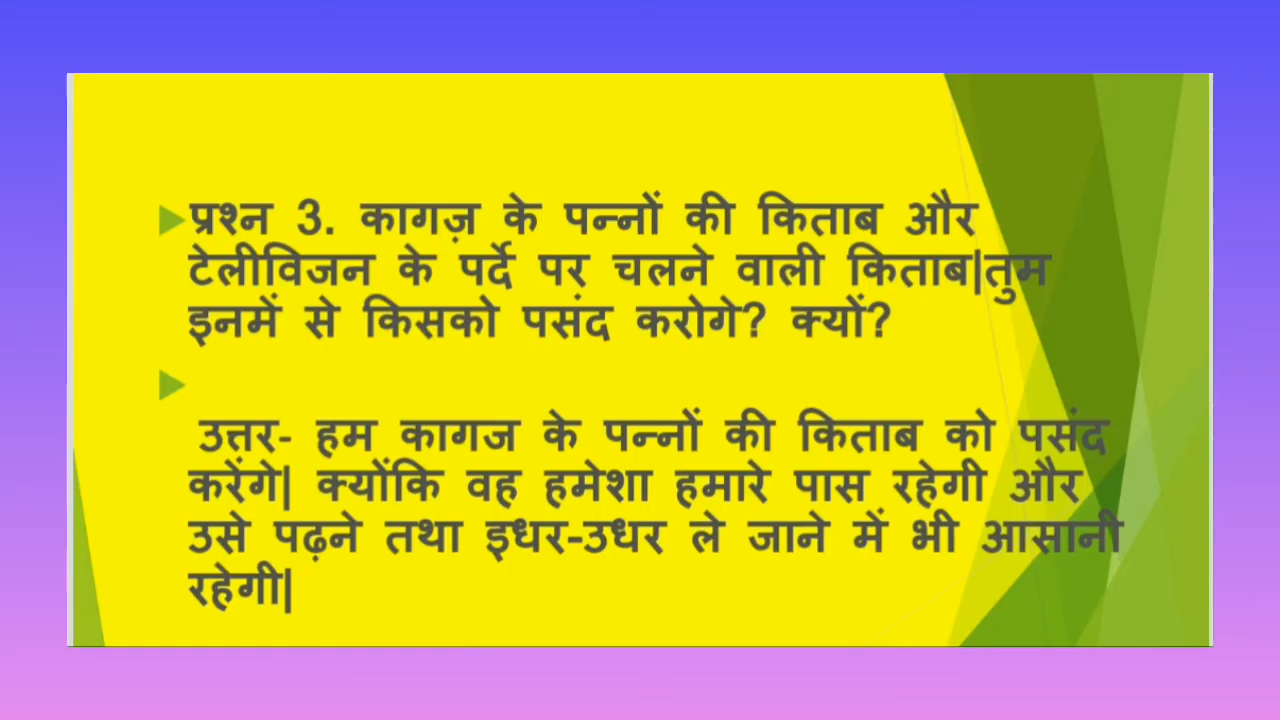 प्रश्न 3. कागज़ के पन्नों की किताब और
टेलीविजन के पर्दे पर चलने वाली किताब|तुम
इनमें से किसको पसंद करोगे? क्यों?
उत्तर- हम कागज के पन्नों की किताब को पसंद
करेंगे| क्योंकि वह हमेशा हमारे पास रहेगी और
उसे पढ़ने तथा इधर-उधर ले जाने में भी आसानी
रहेगी|